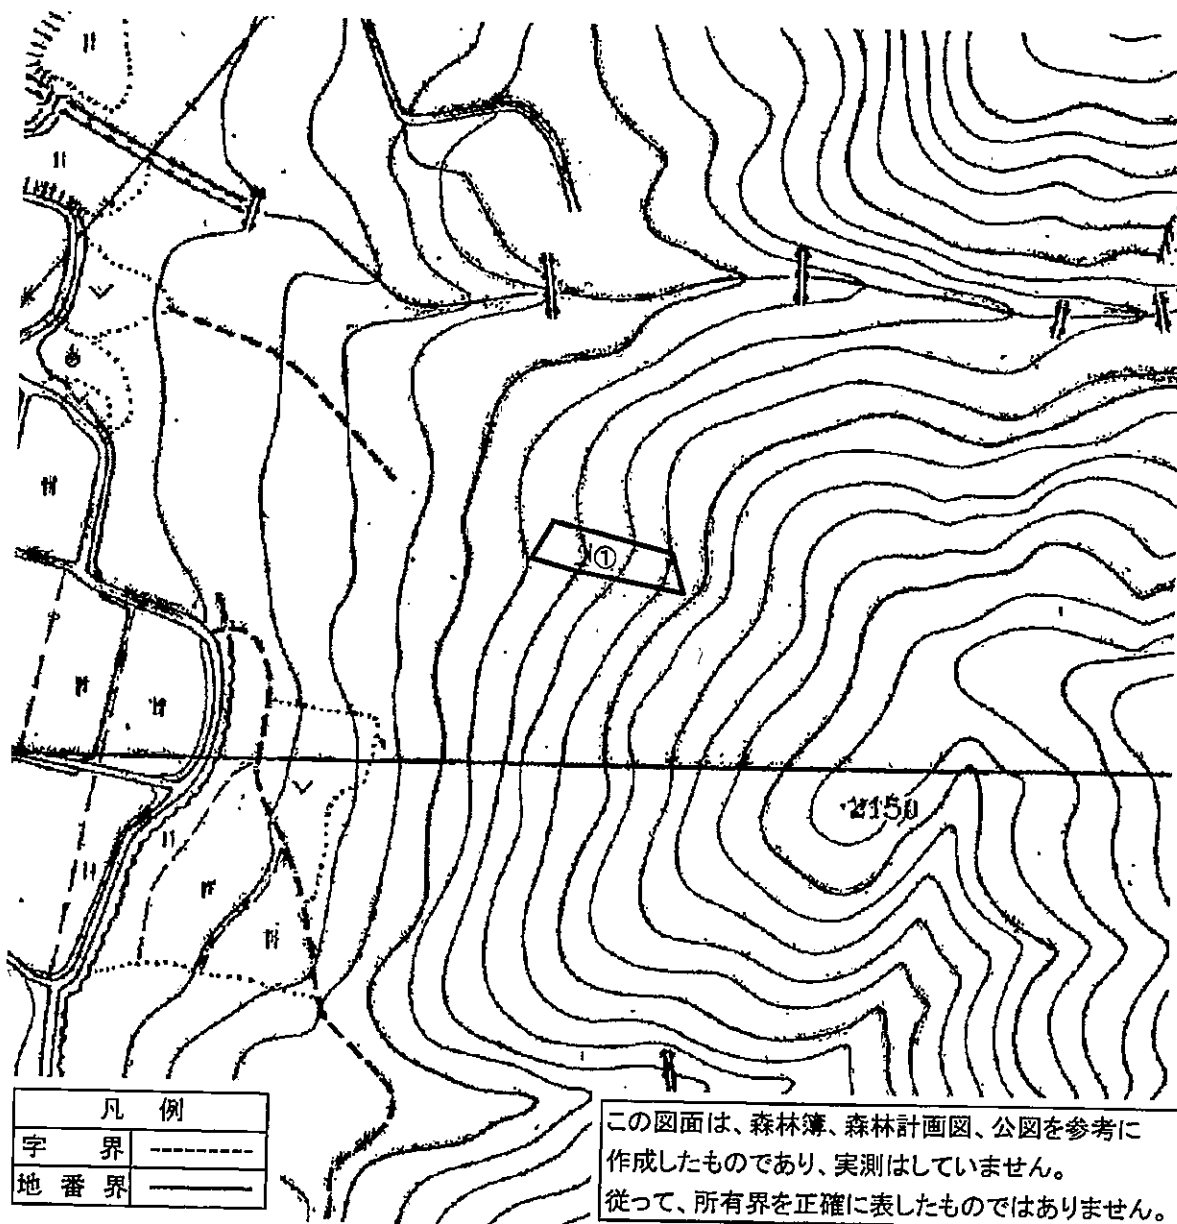 ①
凡 例
字 界
地 番 界
この図面は、森林簿、森林計画図、公図を参考に
作成したものであり、実測はしていません。
従って、所有界を正確に表したものではありません。